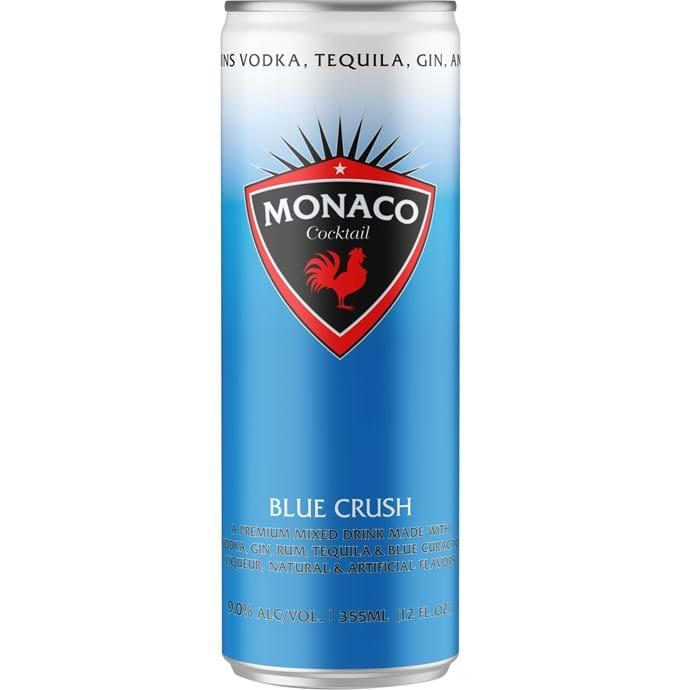 NS VODKA, TEQUILA, GIN, AN
MONACO
Cocktail
BLUE CRUSH
A PREMIUM MIXED DRINK MADE WITH
VODKA, GIN, RUM, TEQUILA & BLUE CURACAO
LIQUEUR, NATURAL & ARTIFICIAL FLAVORS
9.0% ALC/VOL. | 355ML (12 FL.OZ.)